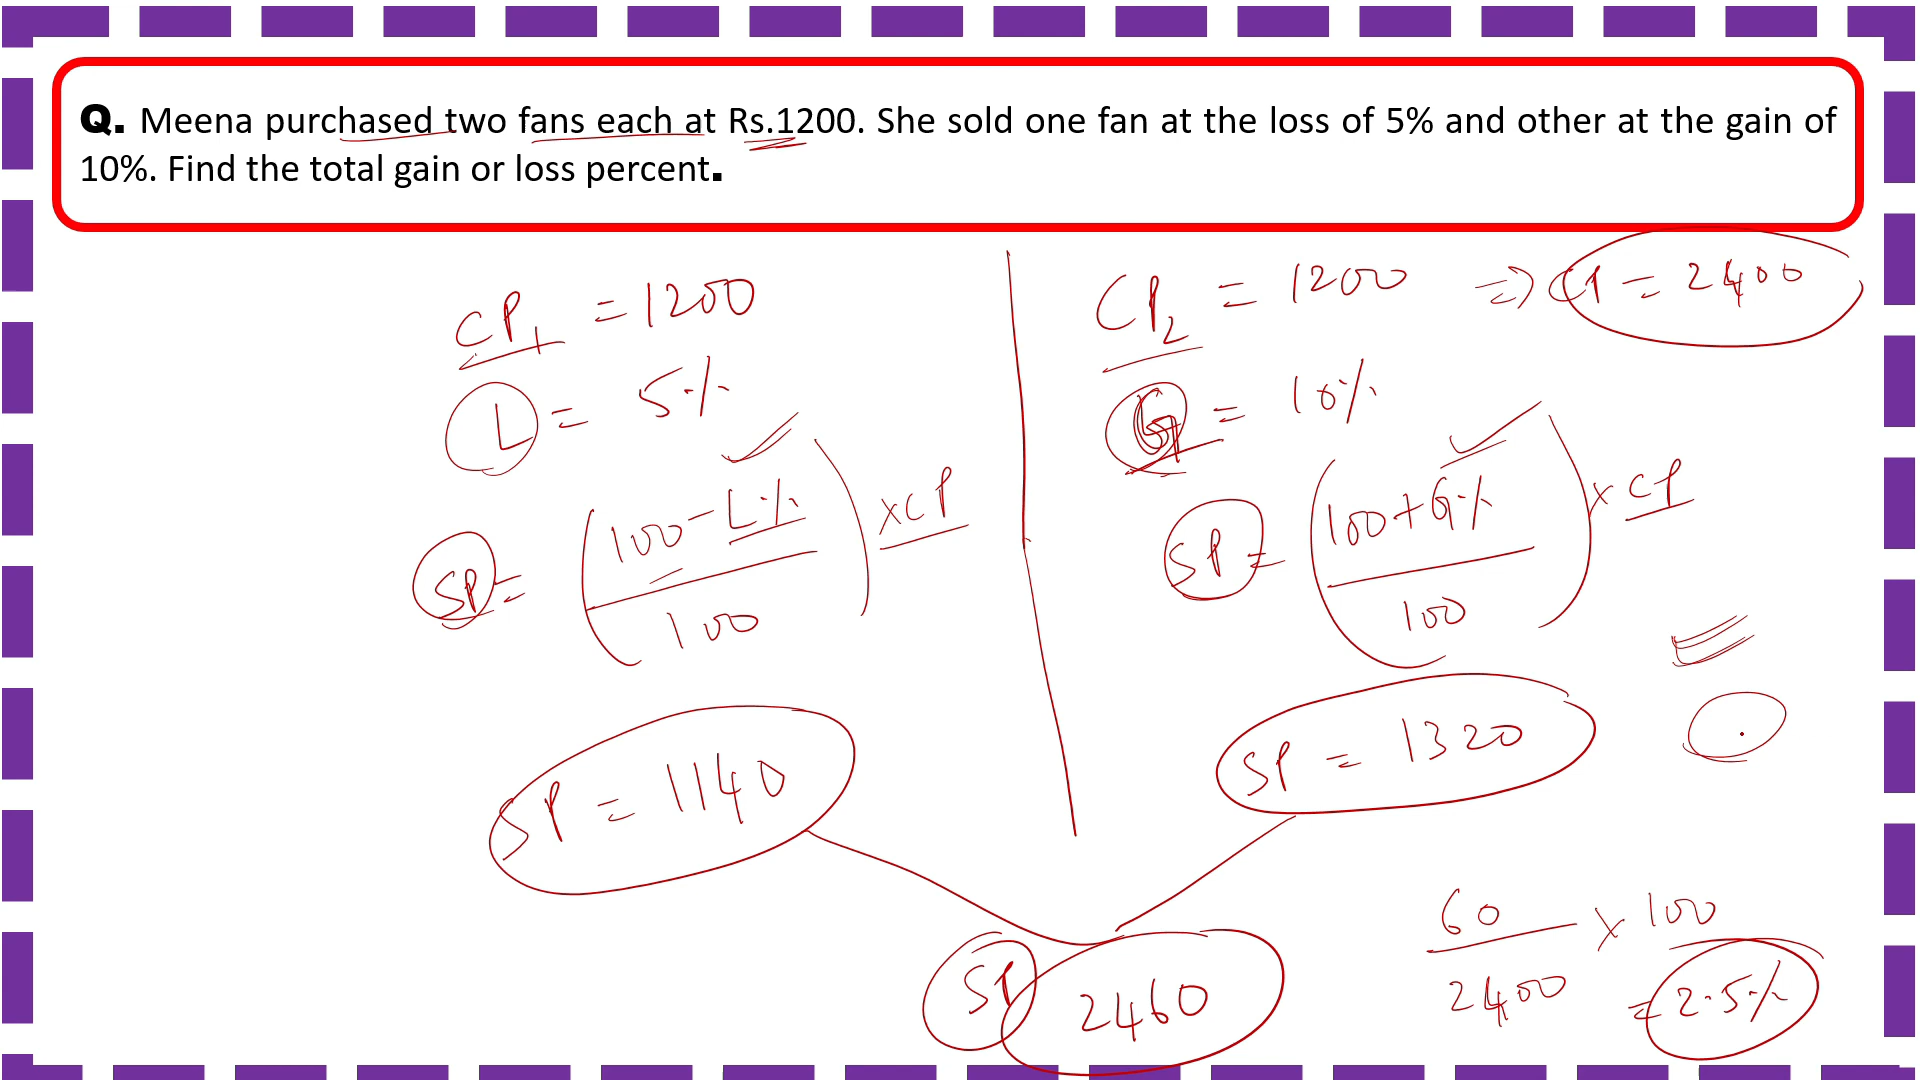 Q. Meena purchased two fans each at Rs.1200. She sold one fan at the loss of 5% and other at the gain of
10%. Find the total gain or loss percent.
CP1 = 1200
L = 5%
SP = (100 - L% / 100) × CP
SP = 1140
CP2 = 1200 ⇒ CP = 2400
G = 10%
SP = (100 + G% / 100) × CP
SP = 1320
SP 2460
60 / 2400 × 100
= 2.5%